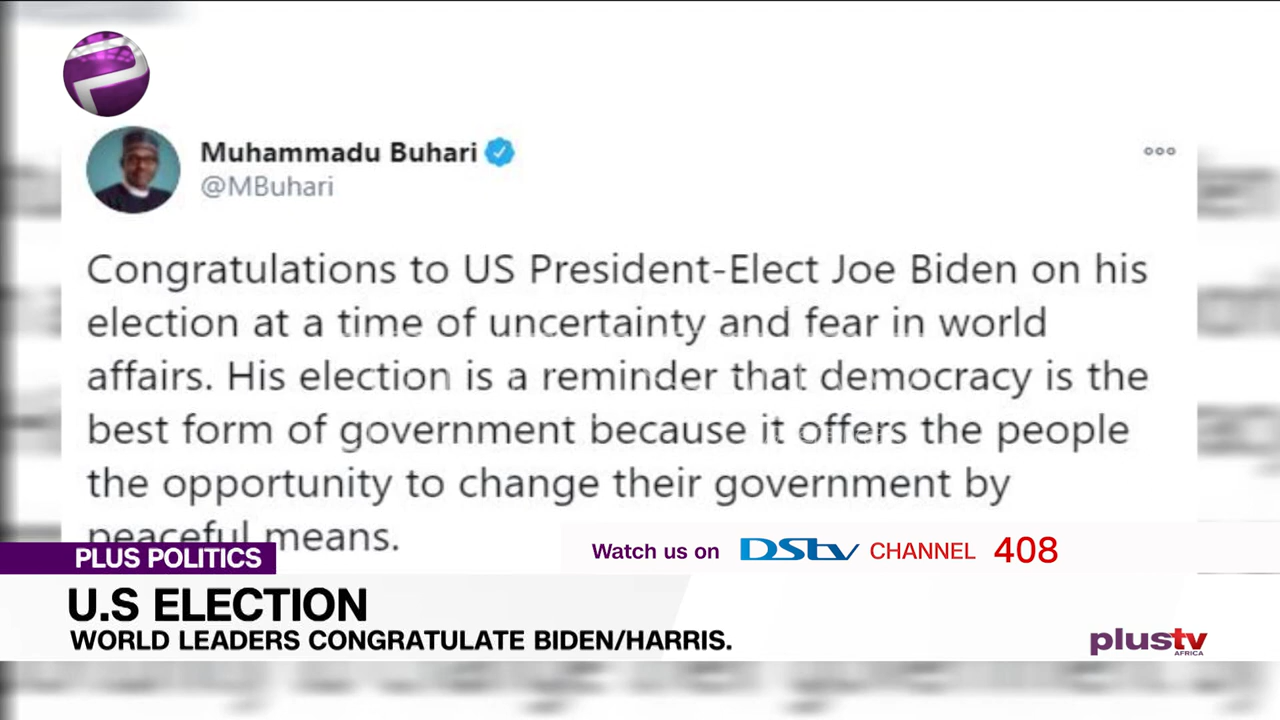 Muhammadu Buhari
@MBuhari
Congratulations to US President-Elect Joe Biden on his
election at a time of uncertainty and fear in world
affairs. His election is a reminder that democracy is the
best form of government because it offers the people
the opportunity to change their government by
peaceful means.
PLUS POLITICS
Watch us on DStv CHANNEL 408
U.S ELECTION
WORLD LEADERS CONGRATULATE BIDEN/HARRIS.
plustv
AFRICA